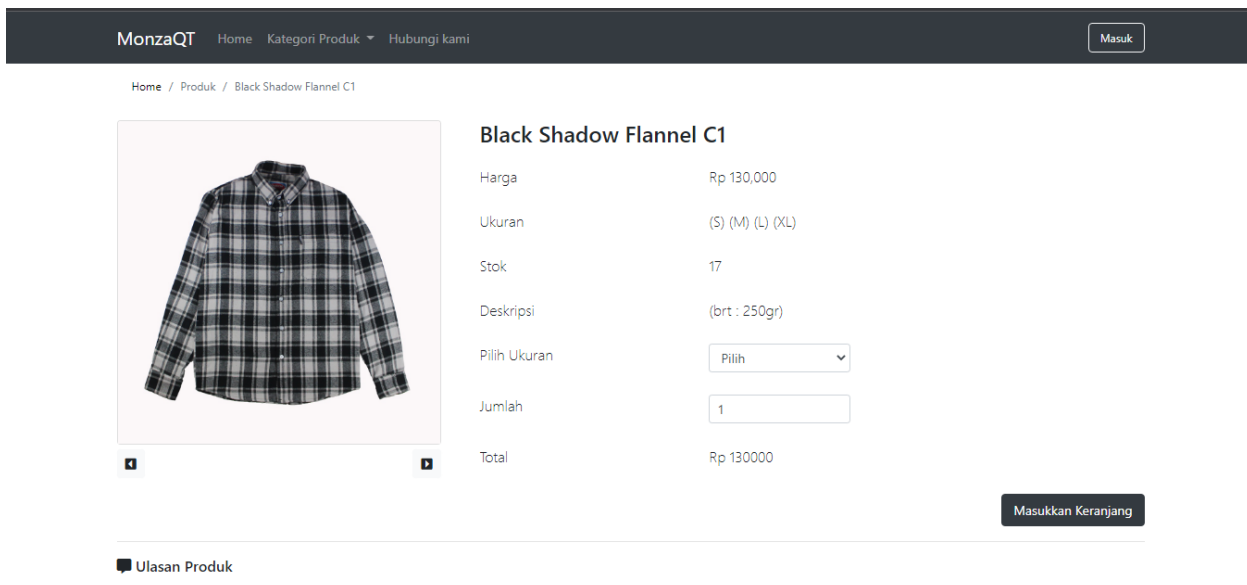 MonzaQT Home Kategori Produk Hubungi kami Masuk
Home / Produk / Black Shadow Flannel C1
Black Shadow Flannel C1
Harga Rp 130,000
Ukuran (S) (M) (L) (XL)
Stok 17
Deskripsi (brt : 250gr)
Pilih Ukuran Pilih
Jumlah 1
Total Rp 130000
Masukkan Keranjang
Ulasan Produk